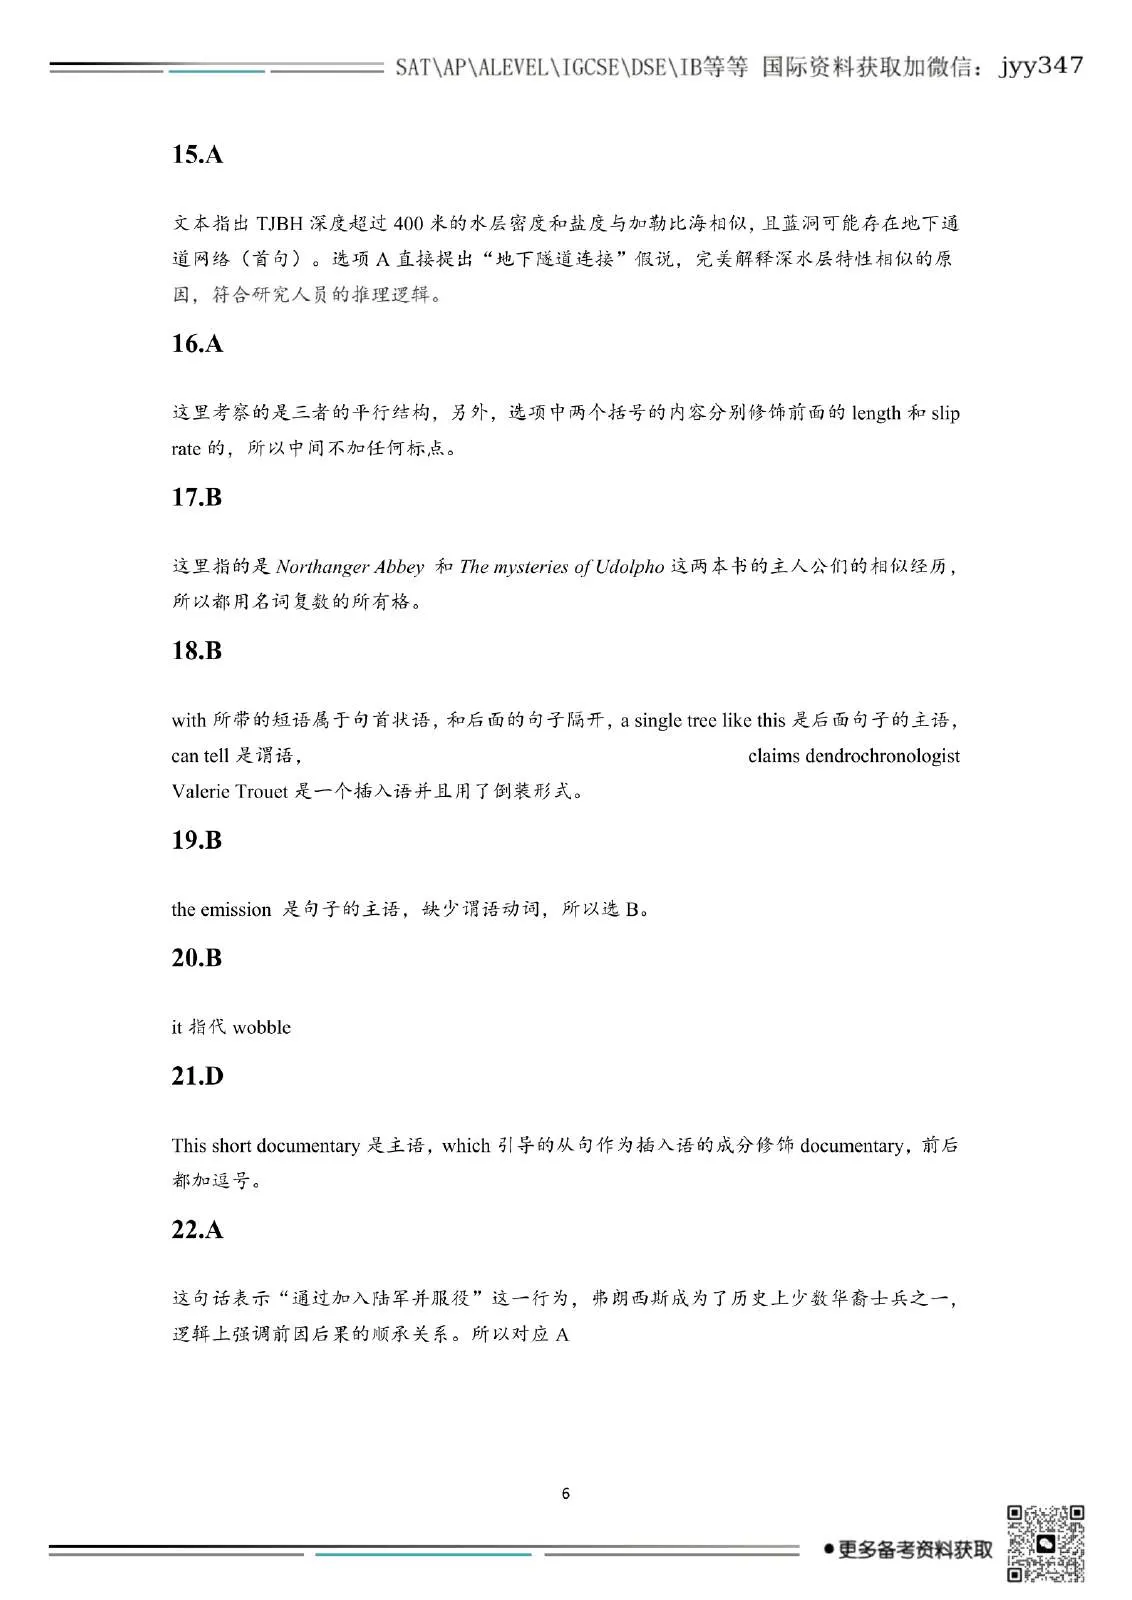 SAT\AP\ALEVEL\IGCSE\DSE\IB等等 国际资料获取加微信：jyy347
15.A
文本指出 TJBH 深度超过 400 米的水层密度和盐度与加勒比海相似，且蓝洞可能存在地下通
道网络（首句）。选项 A 直接提出“地下隧道连接”假说，完美解释深水层特性相似的原
因，符合研究人员的推理逻辑。
16.A
这里考察的是三者的平行结构，另外，选项中两个括号的内容分别修饰前面的 length 和 slip
rate 的，所以中间不加任何标点。
17.B
这里指的是 Northanger Abbey 和 The mysteries of Udolpho 这两本书的主人公们的相似经历，
所以都用名词复数的所有格。
18.B
with 所带的短语属于句首状语，和后面的句子隔开，a single tree like this 是后面句子的主语，
can tell 是谓语， claims dendrochronologist
Valerie Trouet 是一个插入语并且用了倒装形式。
19.B
the emission 是句子的主语，缺少谓语动词，所以选 B。
20.B
it 指代 wobble
21.D
This short documentary 是主语，which 引导的从句作为插入语的成分修饰 documentary，前后
都加逗号。
22.A
这句话表示“通过加入陆军并服役”这一行为，弗朗西斯成为了历史上少数华裔士兵之一，
逻辑上强调前因后果的顺承关系。所以对应 A
6
●更多备考资料获取